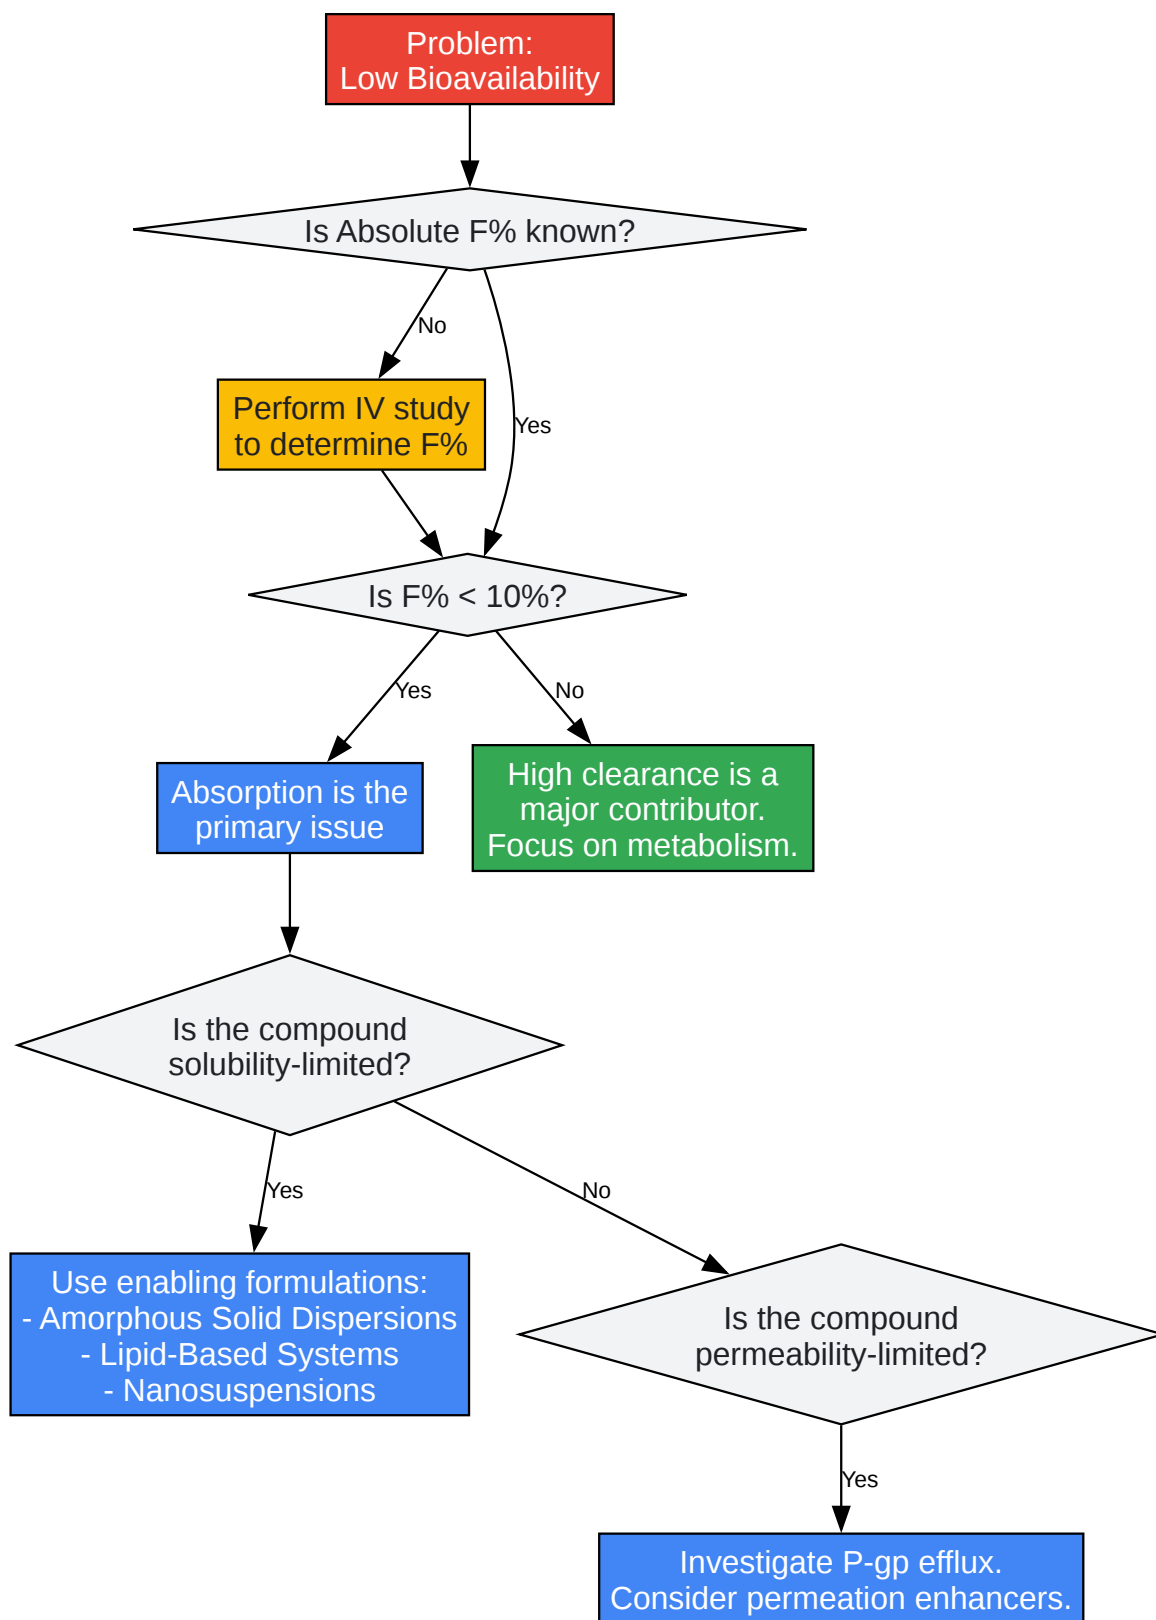 Problem:
Low Bioavailability
Is Absolute F% known?
No
Perform IV study
to determine F%
Yes
Is F% < 10%?
Yes
No
Absorption is the
primary issue
High clearance is a
major contributor.
Focus on metabolism.
Is the compound
solubility-limited?
Yes
No
Use enabling formulations:
- Amorphous Solid Dispersions
- Lipid-Based Systems
- Nanosuspensions
Is the compound
permeability-limited?
Yes
Investigate P-gp efflux.
Consider permeation enhancers.